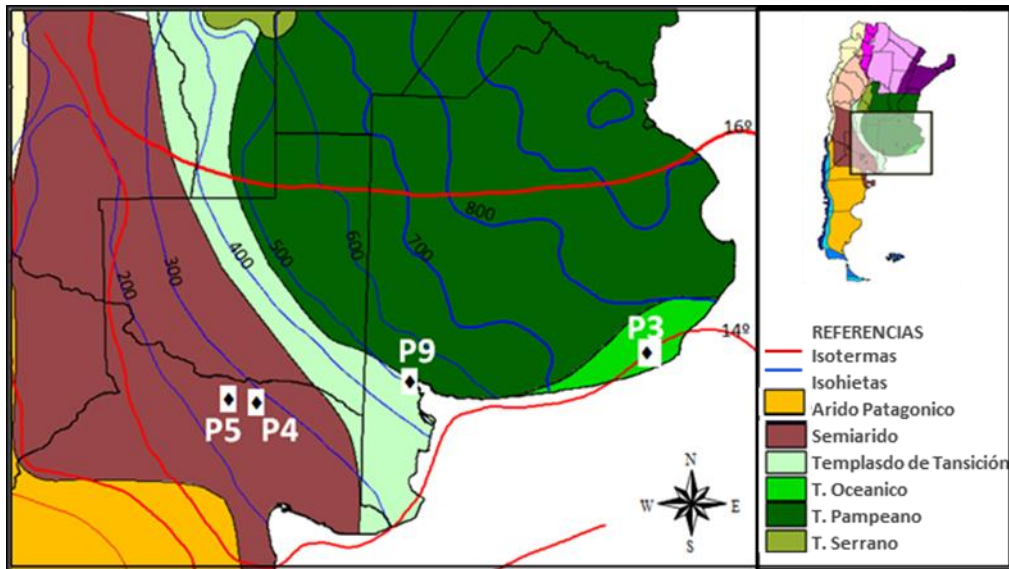 16º
800
700
600
500
400
300
200
14º
P3
P9
P5
P4
N
W
E
S
REFERENCIAS
Isotermas
Isohietas
Arido Patagonico
Semiarido
Templasdo de Tansición
T. Oceanico
T. Pampeano
T. Serrano